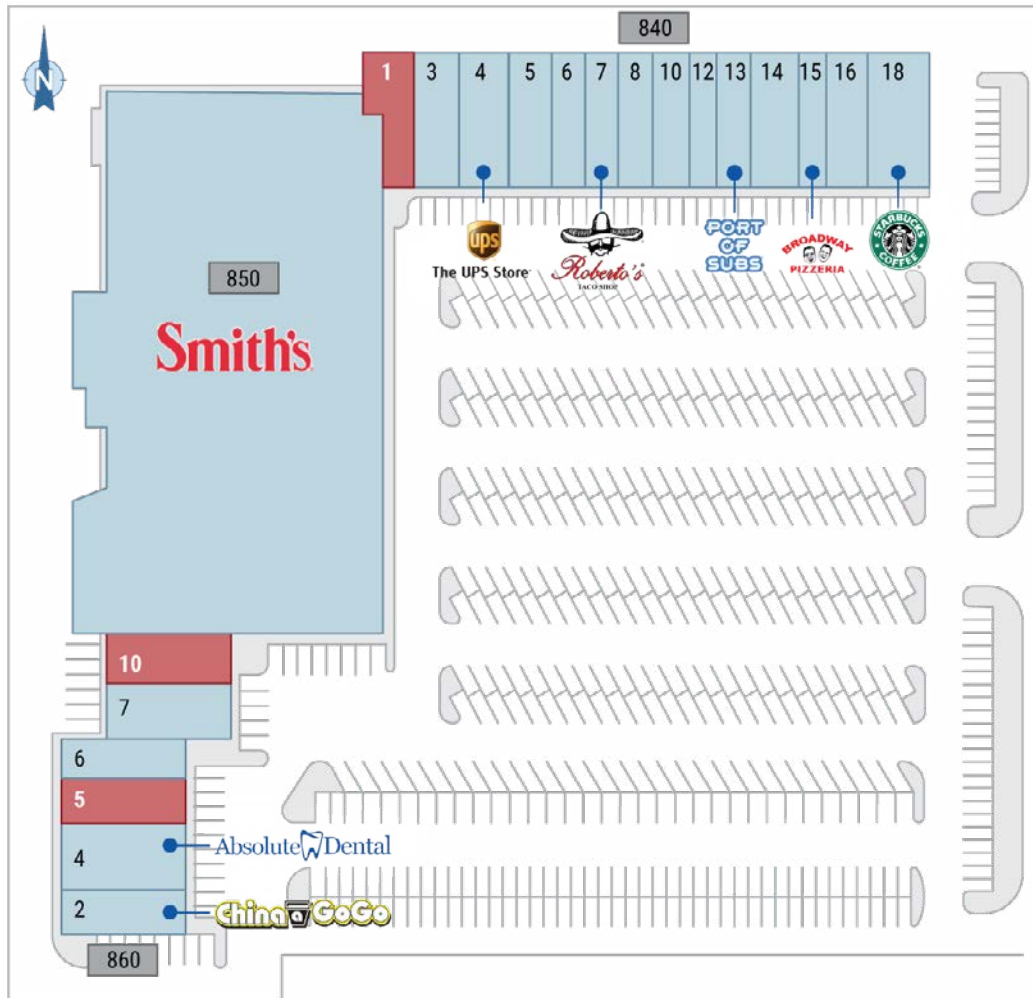 840
N
1 3 4 5 6 7 8 10 12 13 14 15 16 18
ups
The UPS Store
Roberto's
TACO SHOP
PORT
OF
SUBS
BROADWAY
PIZZERIA
STARBUCKS
COFFEE
850
Smith's
10
7
6
5
4
Absolute Dental
2
China a GoGo
860